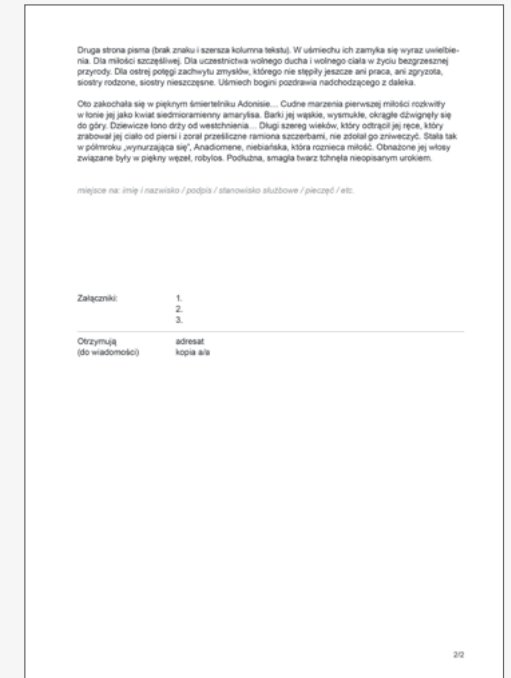 Druga strona pisma (brak znaku i szersza kolumna tekstu). W uśmiechu ich zamyka się wyraz uwielbie-
nia. Dla miłości szczęśliwej. Dla uczestnictwa wolnego ducha i wolnego ciała w życiu bezgrzesznej
przyrody. Dla ostrej potęgi zachwytu zmysłów, którego nie stępiły jeszcze ani praca, ani zgryzota,
siostry rodzone, siostry nieszczęsne. Uśmiech bogini pozdrawia nadchodzącego z daleka.
Oto zakochała się w pięknym śmiertelniku Adonisie... Cudne marzenia pierwszej miłości rozkwitły
w łonie jej jako kwiat siedmioramienny amarylisa. Barki jej wąskie, wysmukłe, okrągłe dźwignęły się
do góry. Dziewicze łono drży od westchnienia... Długi szereg wieków, który odtrącił jej ręce, który
zrabował jej ciało od piersi i zorał prześliczne ramiona szczerbami, nie zdołał go zniweczyć. Stała tak
w półmroku „wynurzająca się”, Anadiomene, niebiańska, która roznieca miłość. Obnażone jej włosy
związane były w piękny węzeł, krobylos. Podłużna, smagła twarz tchnęła nieopisanym urokiem.
miejsce na: imię i nazwisko / podpis / stanowisko służbowe / pieczęć / etc.
Załączniki: 1.
2.
3.
Otrzymują adresat
(do wiadomości) kopia a/a
2/2